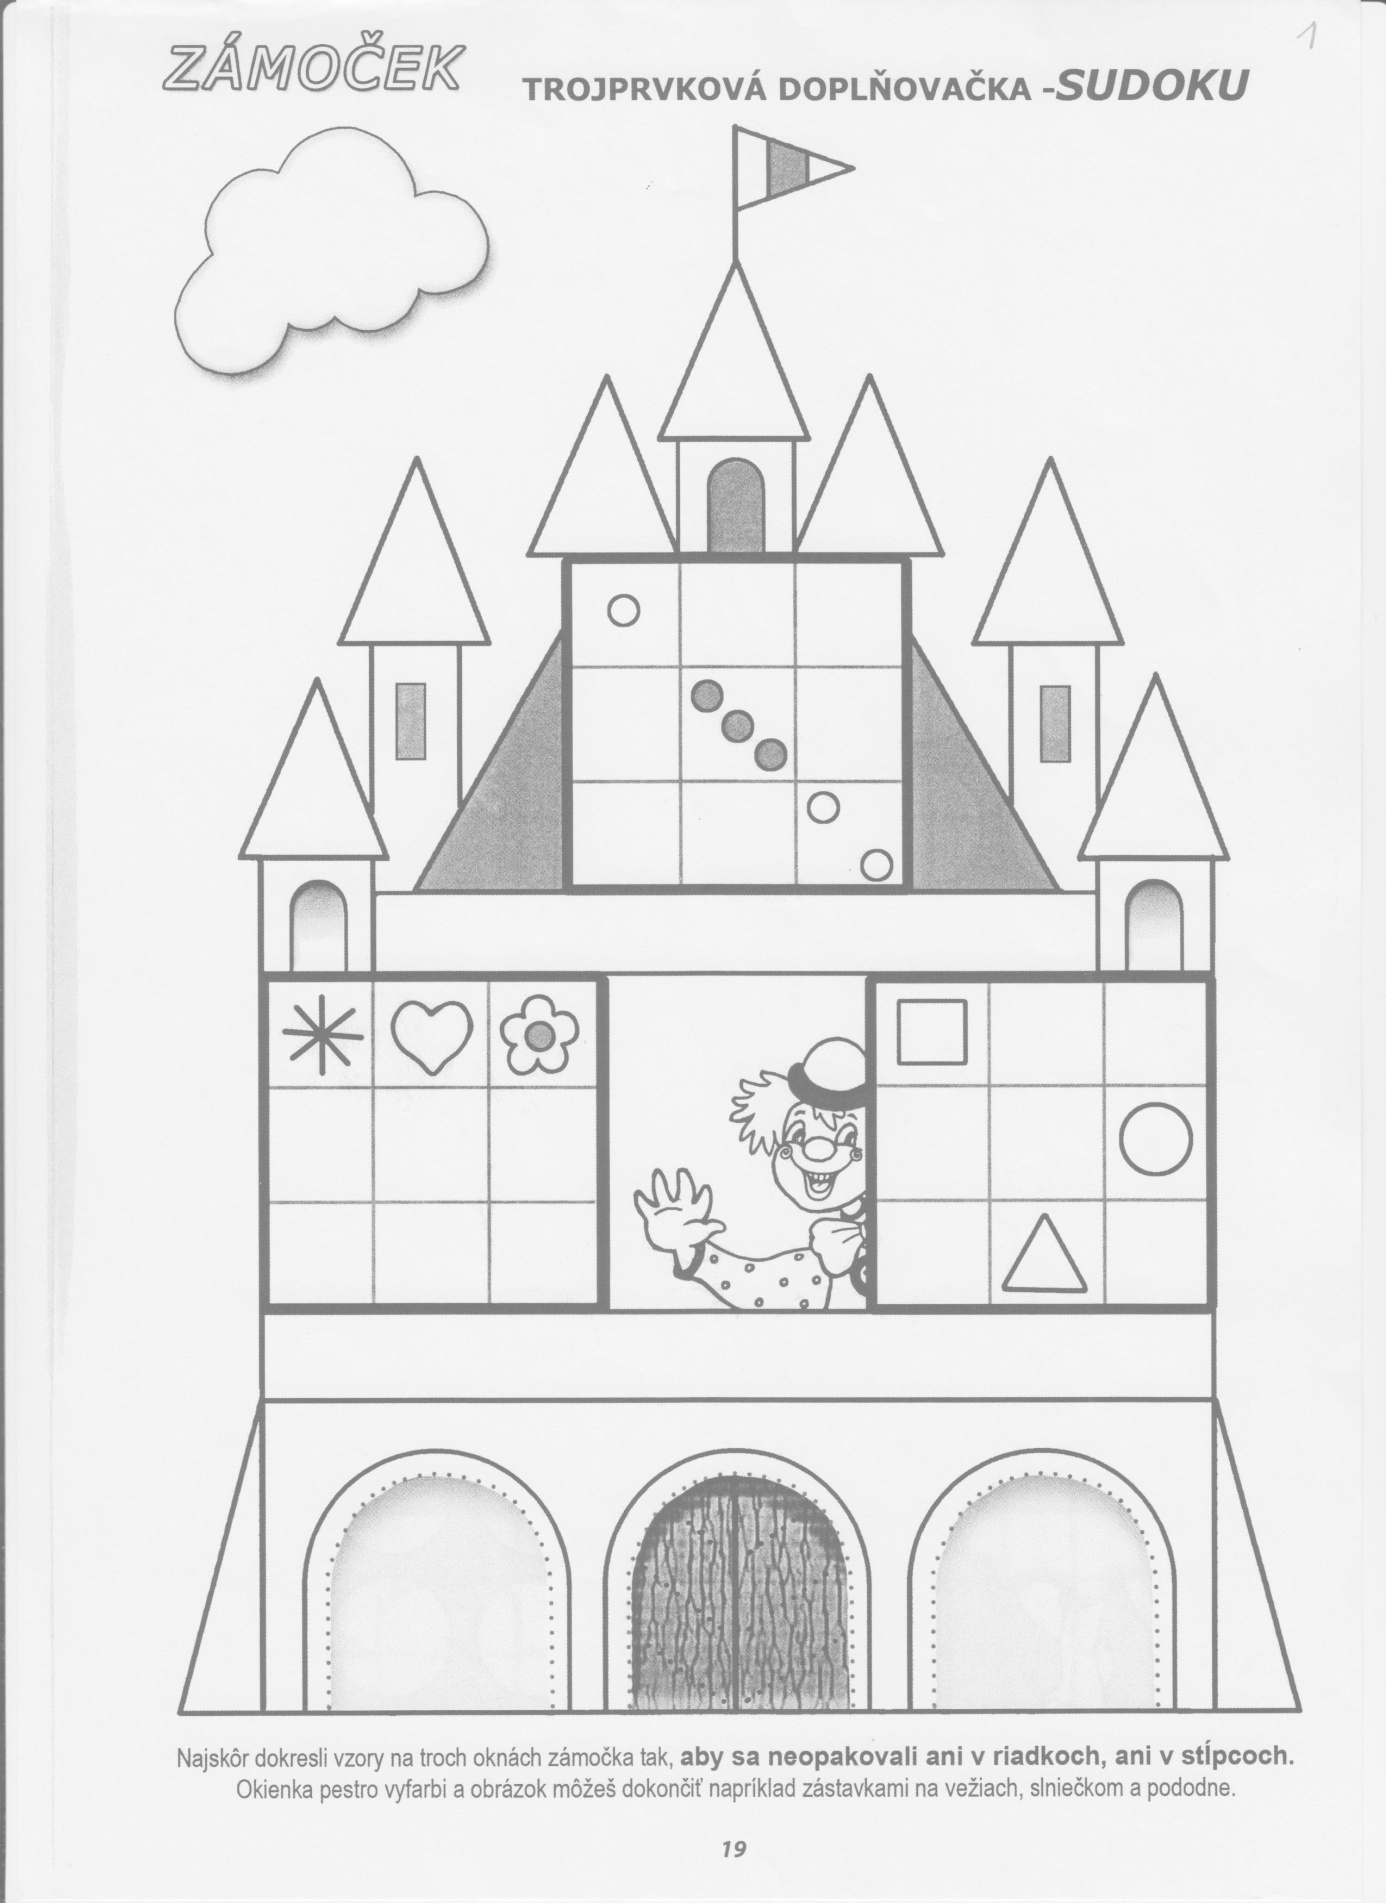 1
ZÁMOČEK
TROJPRVKOVÁ DOPLŇOVAČKA -SUDOKU
Najskôr dokresli vzory na troch oknách zámočka tak, aby sa neopakovali ani v riadkoch, ani v stĺpcoch.
Okienka pestro vyfarbi a obrázok môžeš dokončiť napríklad zástavkami na vežiach, slniečkom a pododne.
19